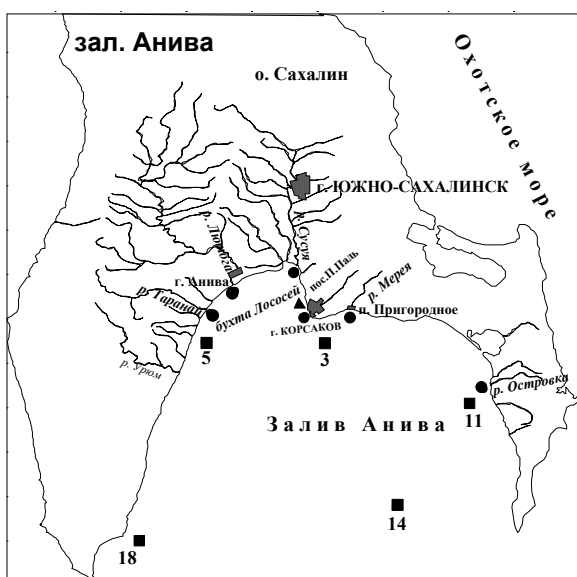 зал. Анива
о. Сахалин
Охотское море
г. ЮЖНО-САХАЛИНСК
р. Лютога
р. Сусуя
пос.П.Паль
р. Мерея
г. Анива
р. Таранай
бухта Лососей
п. Пригородное
г. КОРСАКОВ
5
3
р. Урюм
р. Островка
11
Залив Анива
14
18